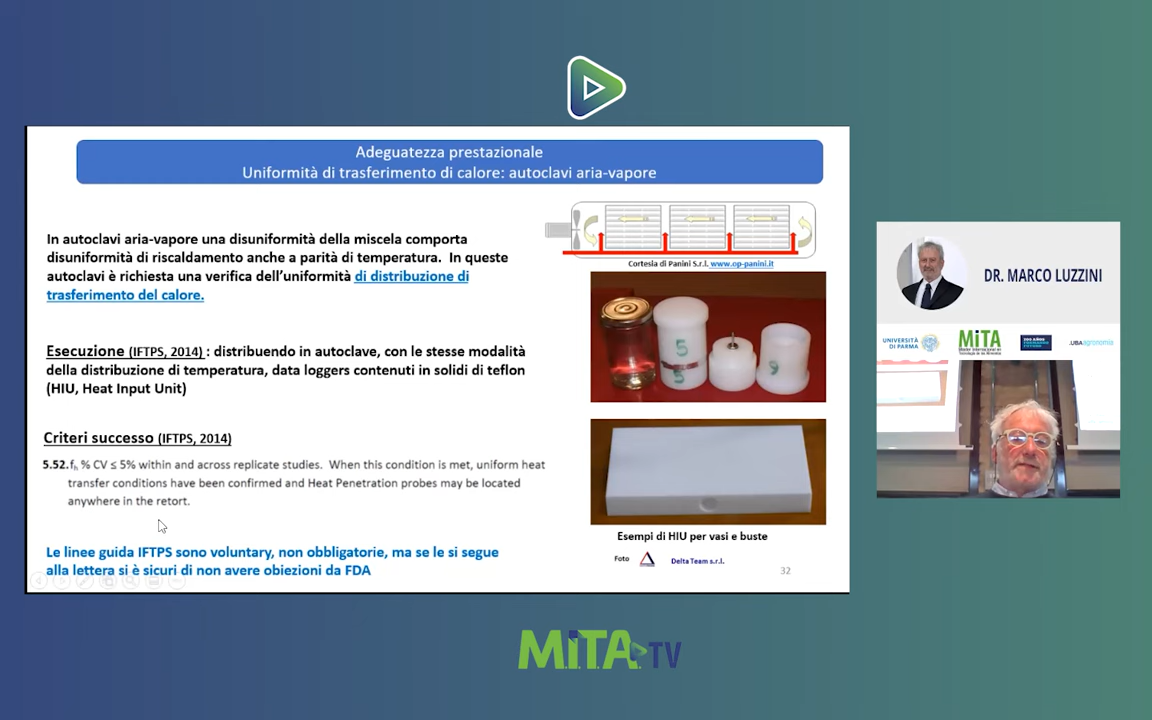 Adeguatezza prestazionale
Uniformità di trasferimento di calore: autoclavi aria-vapore
In autoclavi aria-vapore una disuniformità della miscela comporta
disuniformità di riscaldamento anche a parità di temperatura. In queste
autoclavi è richiesta una verifica dell'uniformità di distribuzione di
trasferimento del calore.
Cortesia di Panini S.r.l. www.op-panini.it
Esecuzione (IFTPS, 2014) : distribuendo in autoclave, con le stesse modalità
della distribuzione di temperatura, data loggers contenuti in solidi di teflon
(HIU, Heat Input Unit)
5
5
9
Criteri successo (IFTPS, 2014)
5.52. fh % CV ≤ 5% within and across replicate studies. When this condition is met, uniform heat
transfer conditions have been confirmed and Heat Penetration probes may be located
anywhere in the retort.
Esempi di HIU per vasi e buste
Foto Delta Team s.r.l.
Le linee guida IFTPS sono voluntary, non obbligatorie, ma se le si segue
alla lettera si è sicuri di non avere obiezioni da FDA
32
DR. MARCO LUZZINI
UNIVERSITÀ
DI PARMA
MiTA
.UBAagronomia
M.I.T.A. TV